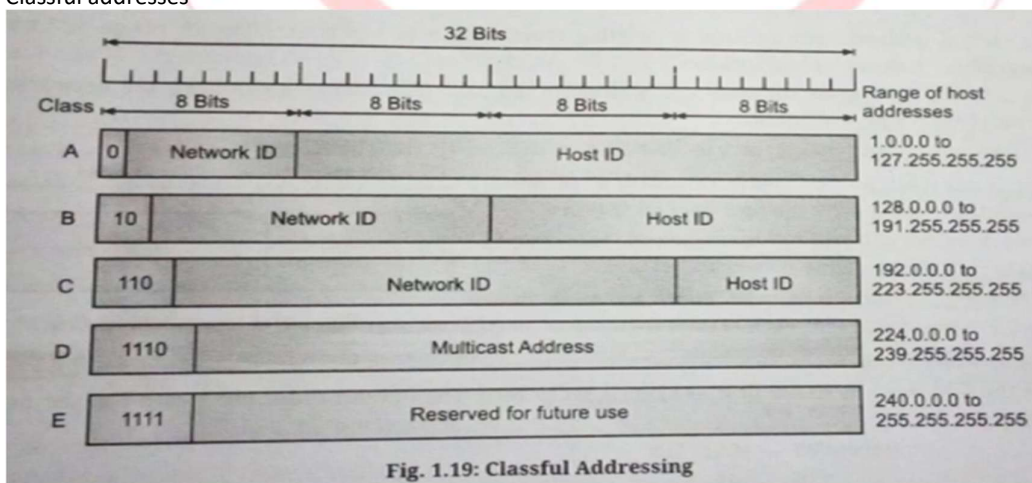 Classful addresses
32 Bits
Class 8 Bits 8 Bits 8 Bits 8 Bits Range of host
addresses
A 0 Network ID Host ID 1.0.0.0 to
127.255.255.255
B 10 Network ID Host ID 128.0.0.0 to
191.255.255.255
C 110 Network ID Host ID 192.0.0.0 to
223.255.255.255
D 1110 Multicast Address 224.0.0.0 to
239.255.255.255
E 1111 Reserved for future use 240.0.0.0 to
255.255.255.255
Fig. 1.19: Classful Addressing